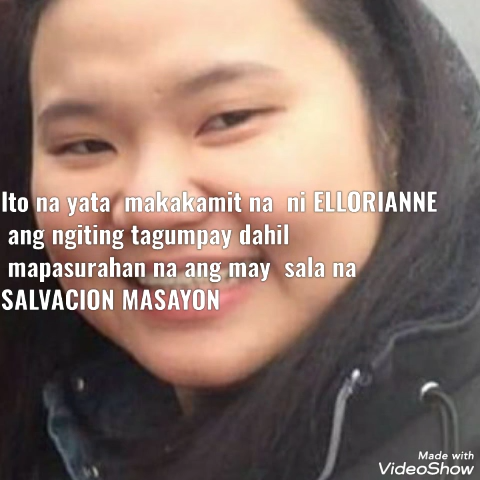 Ito na yata makakamit na ni ELLORIANNE
ang ngiting tagumpay dahil
mapasurahan na ang may sala na
SALVACION MASAYON
Made with
VideoShow